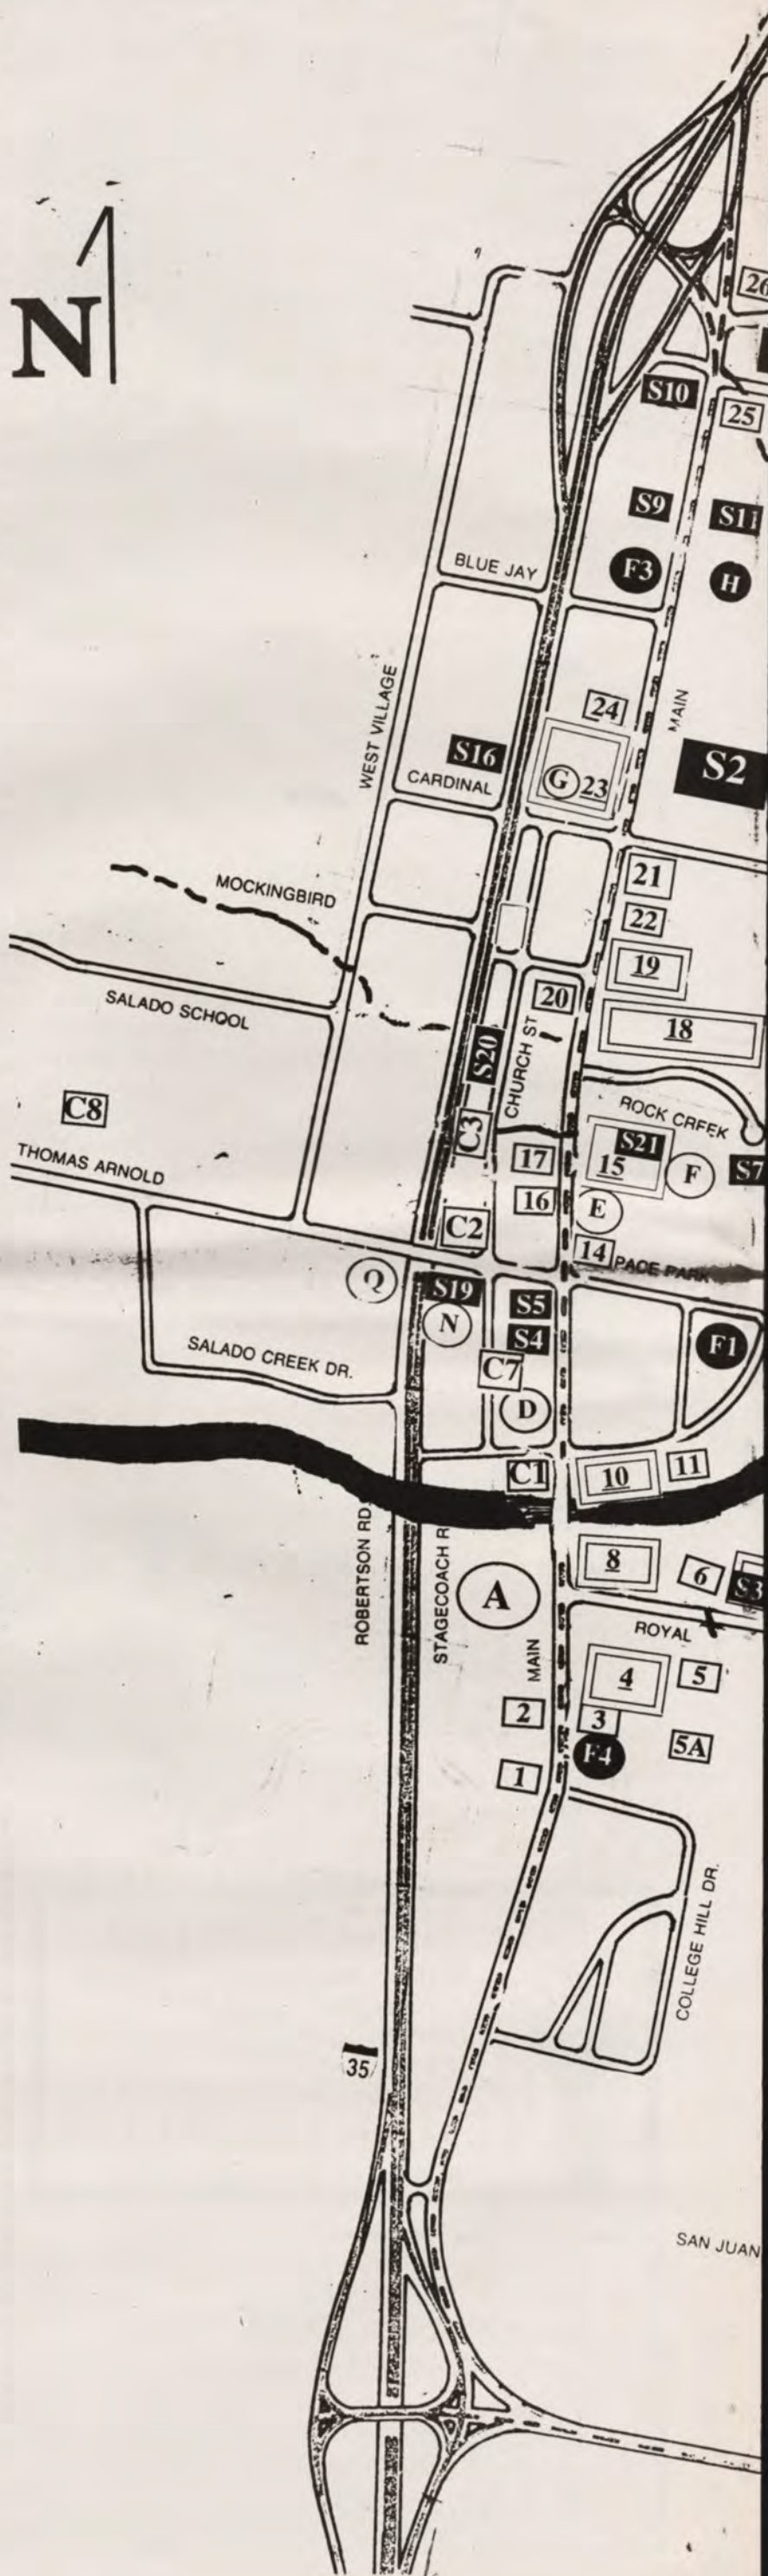 N
26
S10
25
S9
S11
F3
H
BLUE JAY
WEST VILLAGE
24
MAIN
S16
S2
CARDINAL
G
23
21
MOCKINGBIRD
22
19
20
SALADO SCHOOL
18
S20
CHURCH ST
C8
C3
ROCK CREEK
S21
THOMAS ARNOLD
17
15
F
S7
16
E
C2
14
PACE PARK
Q
S19
S5
N
S4
F1
SALADO CREEK DR.
C7
D
C1
10
11
ROBERTSON RD
STAGECOACH R
8
6
S3
A
ROYAL
MAIN
4
5
2
3
5A
F4
1
COLLEGE HILL DR.
35
SAN JUAN